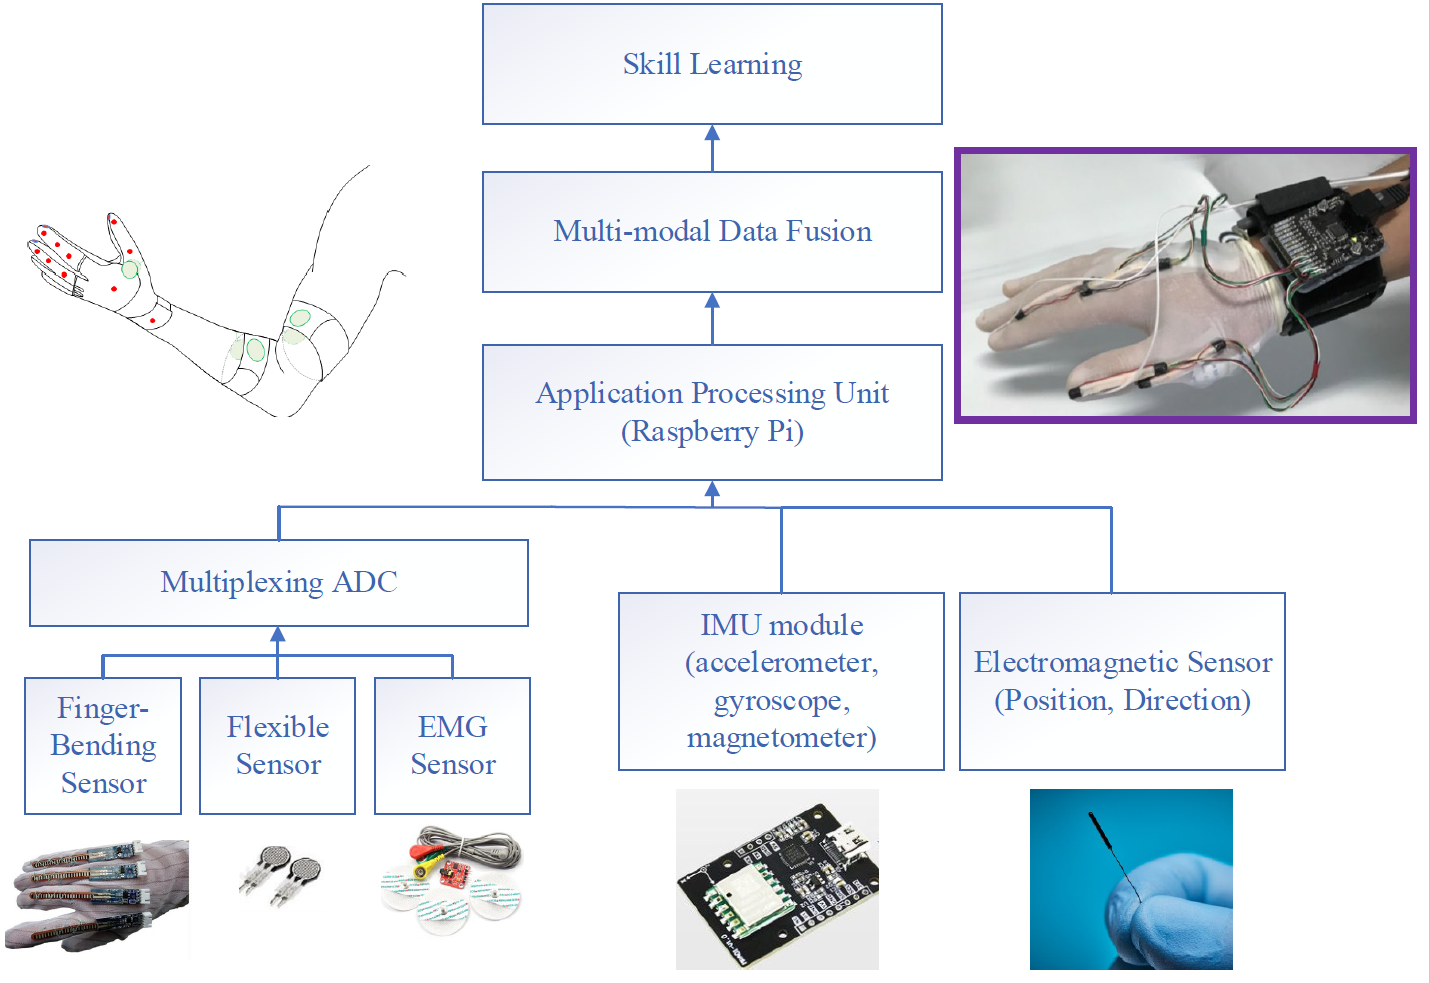 Skill Learning
Multi-modal Data Fusion
Application Processing Unit
(Raspberry Pi)
Multiplexing ADC
Finger-
Bending
Sensor
Flexible
Sensor
EMG
Sensor
IMU module
(accelerometer,
gyroscope,
magnetometer)
Electromagnetic Sensor
(Position, Direction)